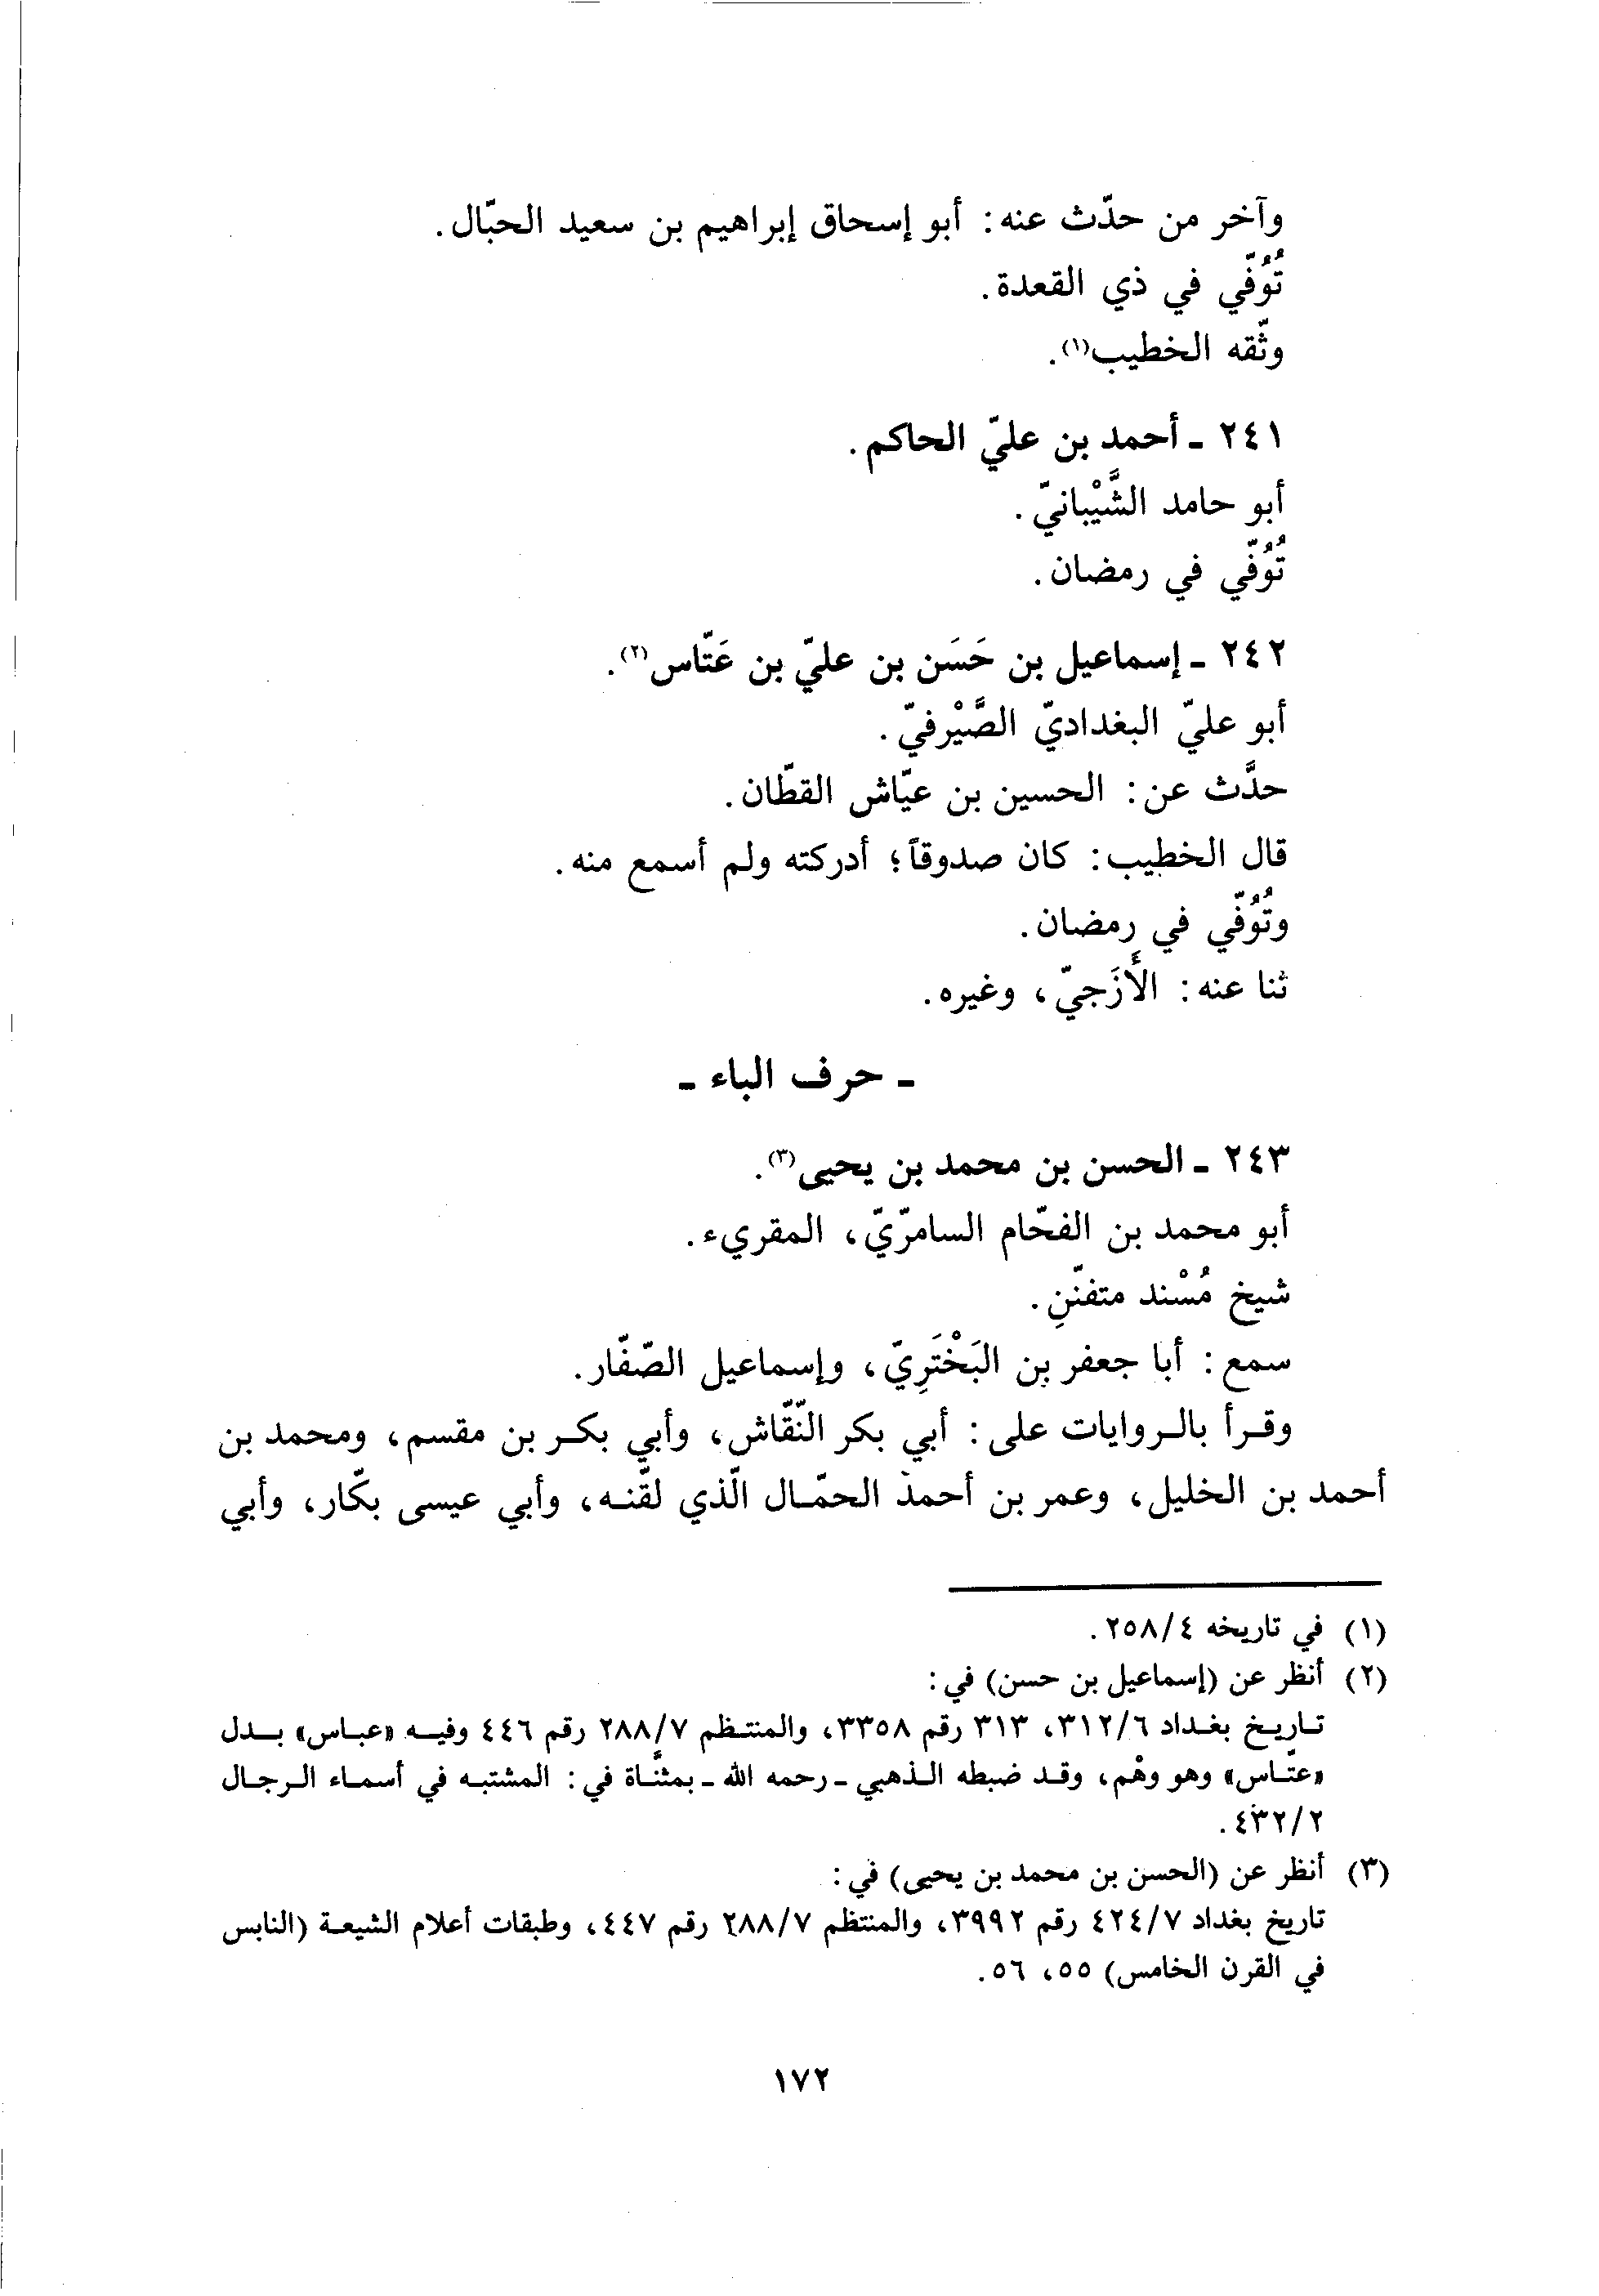 وآخر من حدّث عنه: أبو إسحاق إبراهيم بن سعيد الحبّال.
تُوُفّي في ذي القعدة.
وثّقه الخطيب(١).
٢٤١ - أحمد بن عليّ الحاكم.
أبو حامد الشَّيْبانيّ.
تُوُفّي في رمضان.
٢٤٢ - إسماعيل بن حَسَن بن عليّ بن عَتّاس(٢).
أبو عليّ البغداديّ الصَّيْرفيّ.
حدَّث عن: الحسين بن عيّاش القطّان.
قال الخطيب: كان صدوقاً؛ أدركته ولم أسمع منه.
وتُوُفّي في رمضان.
ثنا عنه: الأَزَجيّ، وغيره.
- حرف الباء -
٢٤٣ - الحسن بن محمد بن يحيى(٣).
أبو محمد بن الفحّام السامرّيّ، المقريء.
شيخ مُسْند متفنّنِ.
سمع: أبا جعفر بن البَخْتَرِيّ، وإسماعيل الصّفّار.
وقرأ بالروايات على: أبي بكر النّقّاش، وأبي بكر بن مقسم، ومحمد بن
أحمد بن الخليل، وعمر بن أحمد الحمّال الّذي لقّنه، وأبي عيسى بكّار، وأبي
(١) في تاريخه ٢٥٨/٤.
(٢) أنظر عن (إسماعيل بن حسن) في:
تاريخ بغداد ٣١٢/٦، ٣١٣ رقم ٣٣٥٨، والمنتظم ٢٨٨/٧ رقم ٤٤٦ وفيه «عباس» بدل
«عتّاس» وهو وهْم، وقد ضبطه الذهبي - رحمه الله - بمثنَّاة في: المشتبه في أسماء الرجال
٤٣٢/٢.
(٣) أنظر عن (الحسن بن محمد بن يحيى) في:
تاريخ بغداد ٤٢٤/٧ رقم ٣٩٩٢، والمنتظم ٢٨٨/٧ رقم ٤٤٧، وطبقات أعلام الشيعة (النابس
في القرن الخامس) ٥٥، ٥٦.
١٧٢